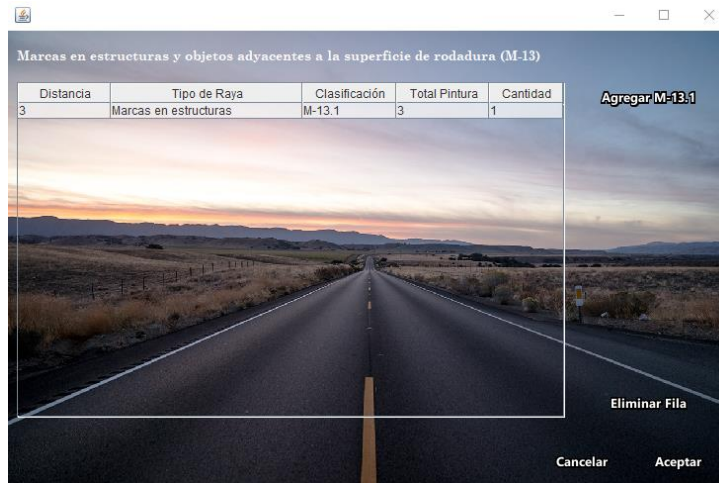 Marcas en estructuras y objetos adyacentes a la superficie de rodadura (M-13)
Distancia Tipo de Raya Clasificación Total Pintura Cantidad
3 Marcas en estructuras M-13.1 3 1
Agregar M-13.1
Eliminar Fila
Cancelar Aceptar